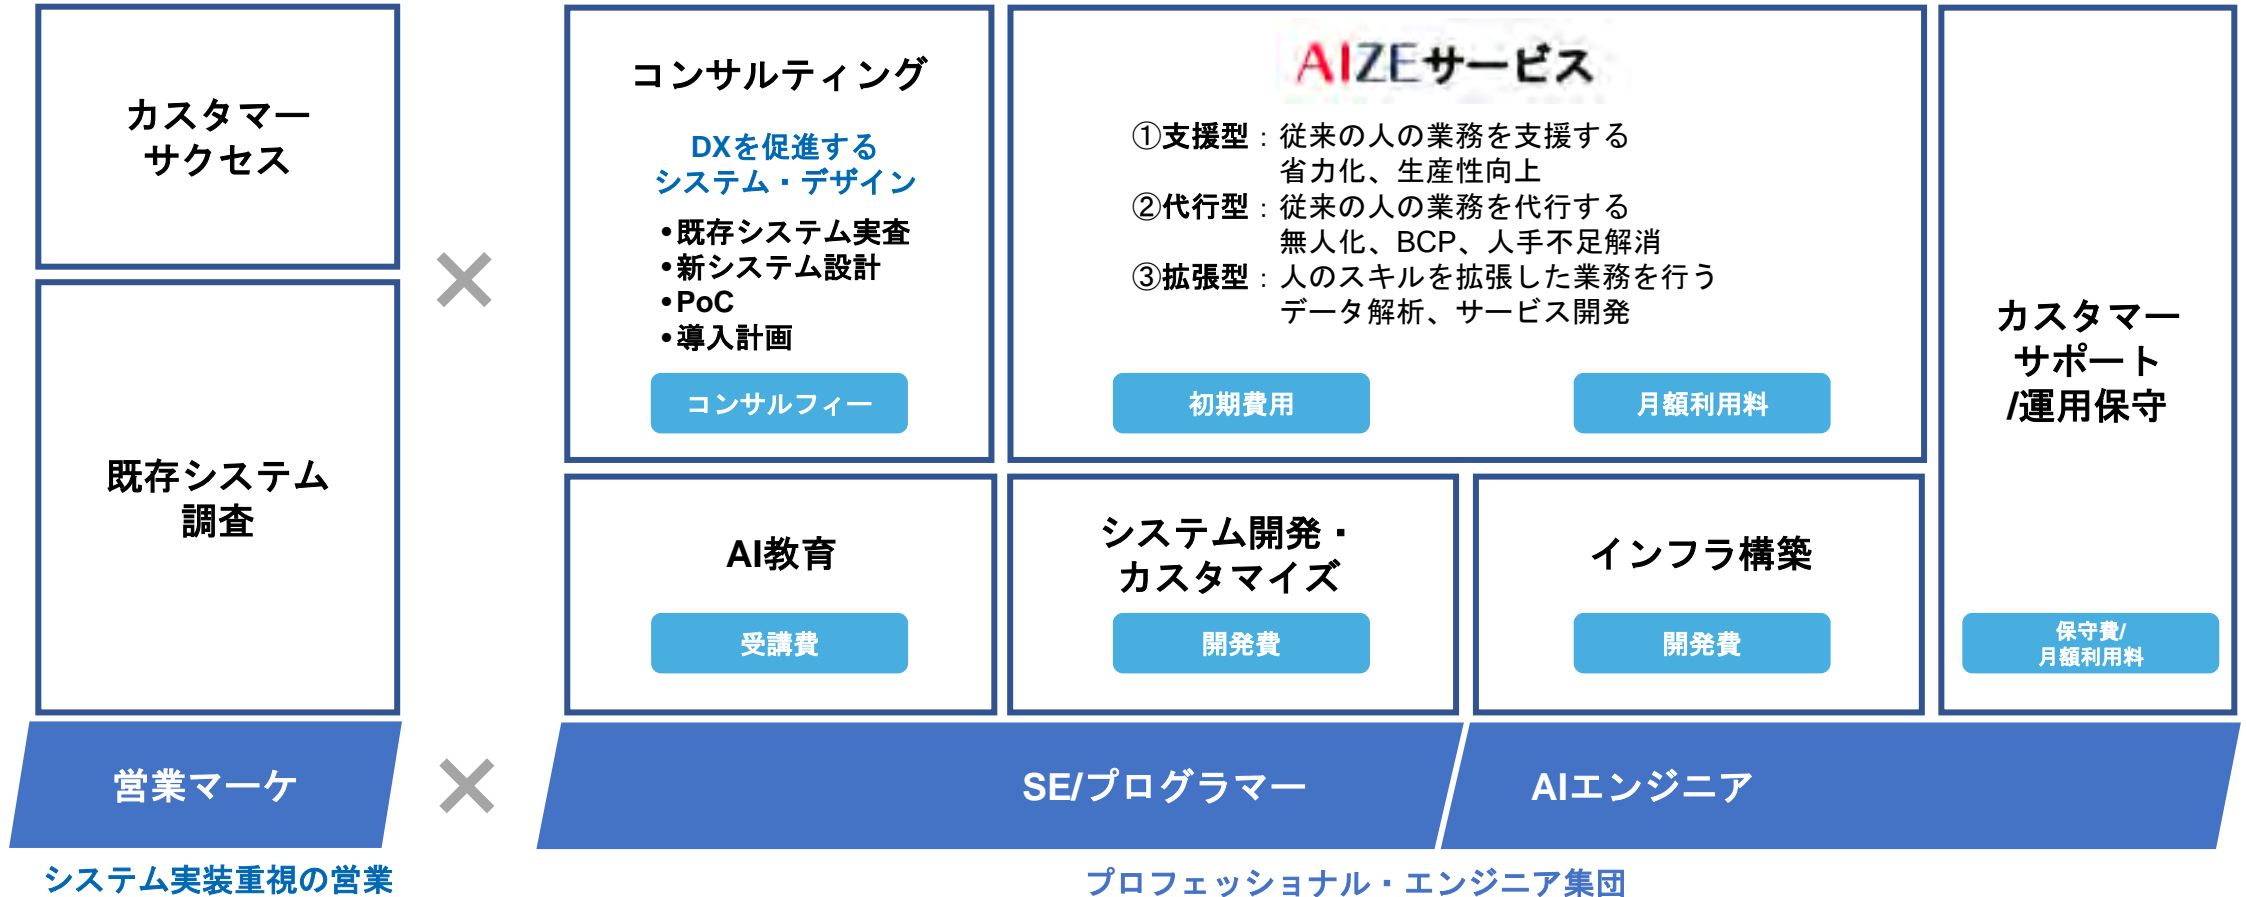 カスタマー
サクセス
既存システム
調査
コンサルティング
DXを促進する
システム・デザイン
•既存システム実査
•新システム設計
•PoC
•導入計画
コンサルフィー
AIZEサービス
①支援型：従来の人の業務を支援する
省力化、生産性向上
②代行型：従来の人の業務を代行する
無人化、BCP、人手不足解消
③拡張型：人のスキルを拡張した業務を行う
データ解析、サービス開発
初期費用
月額利用料
カスタマー
サポート
/運用保守
保守費/
月額利用料
AI教育
受講費
システム開発・
カスタマイズ
開発費
インフラ構築
開発費
営業マーケ
SE/プログラマー
AIエンジニア
システム実装重視の営業
プロフェッショナル・エンジニア集団